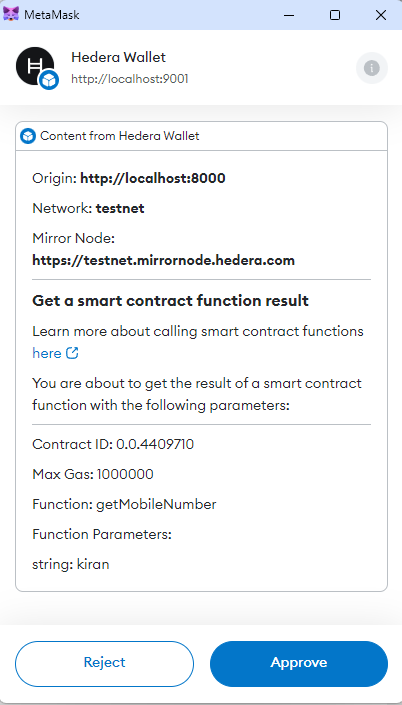 MetaMask
Hedera Wallet
http://localhost:9001
Content from Hedera Wallet
Origin: http://localhost:8000
Network: testnet
Mirror Node:
https://testnet.mirrornode.hedera.com
Get a smart contract function result
Learn more about calling smart contract functions
here
You are about to get the result of a smart contract
function with the following parameters:
Contract ID: 0.0.4409710
Max Gas: 1000000
Function: getMobileNumber
Function Parameters:
string: kiran
Reject
Approve